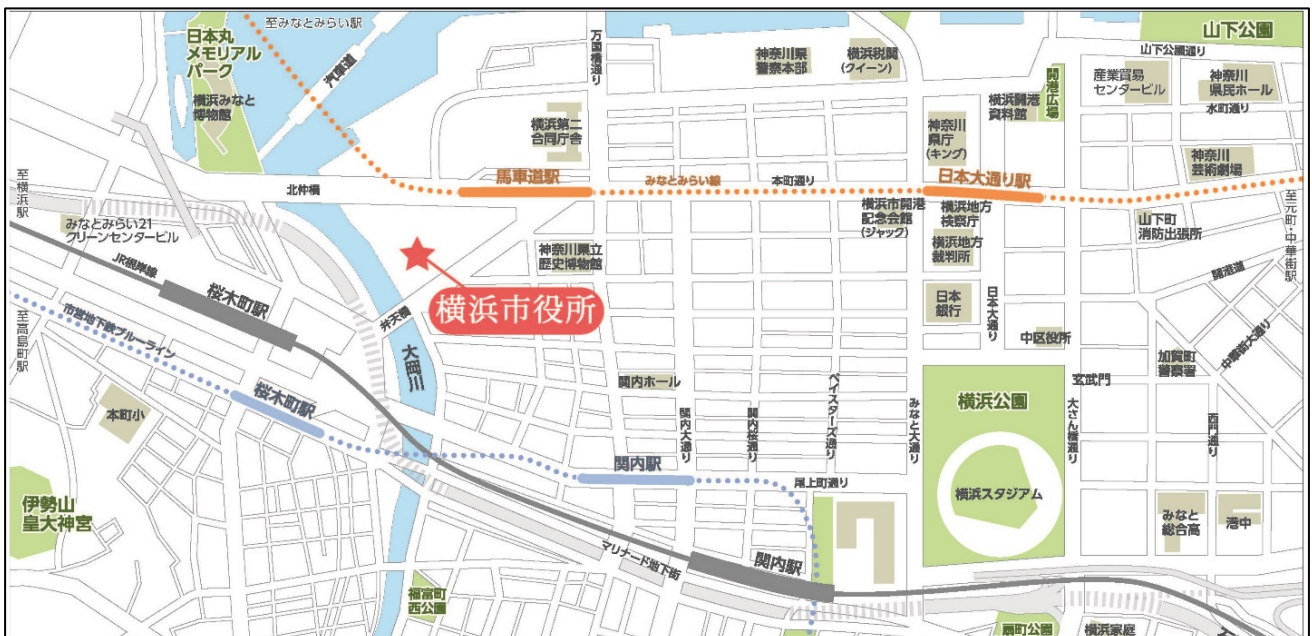 至みなとみらい駅
日本丸
メモリアル
パーク
汽車道
横浜みなと
博物館
万国橋通り
神奈川県
警察本部
横浜税関
(クイーン)
山下公園
山下公園通り
開港広場
産業貿易
センタービル
神奈川
県民ホール
水町通り
横浜第二
合同庁舎
神奈川
県庁
(キング)
横浜開港
資料館
神奈川
芸術劇場
至横浜駅
北仲橋
馬車道駅
みなとみらい線
本町通り
日本大通り駅
至元町・中華街駅
みなとみらい21
クリーンセンタービル
神奈川県立
歴史博物館
横浜市開港
記念会館
(ジャック)
横浜地方
検察庁
横浜地方
裁判所
山下町
消防出張所
開港道
JR根岸線
桜木町駅
横浜市役所
弁天橋
大岡川
日本
銀行
日本大通り
中区役所
中華街大通り
市営地下鉄ブルーライン
至高島町駅
桜木町駅
本町小
関内ホール
関内大通り
関内桜通り
ベイスターズ通り
みなと大通り
横浜公園
大さん橋通り
玄武門
加賀町
警察署
西門通り
伊勢山
皇大神宮
関内駅
尾上町通り
横浜スタジアム
みなと
総合高
港中
マリナード地下街
関内駅
福富町
西公園
扇町公園
横浜家庭